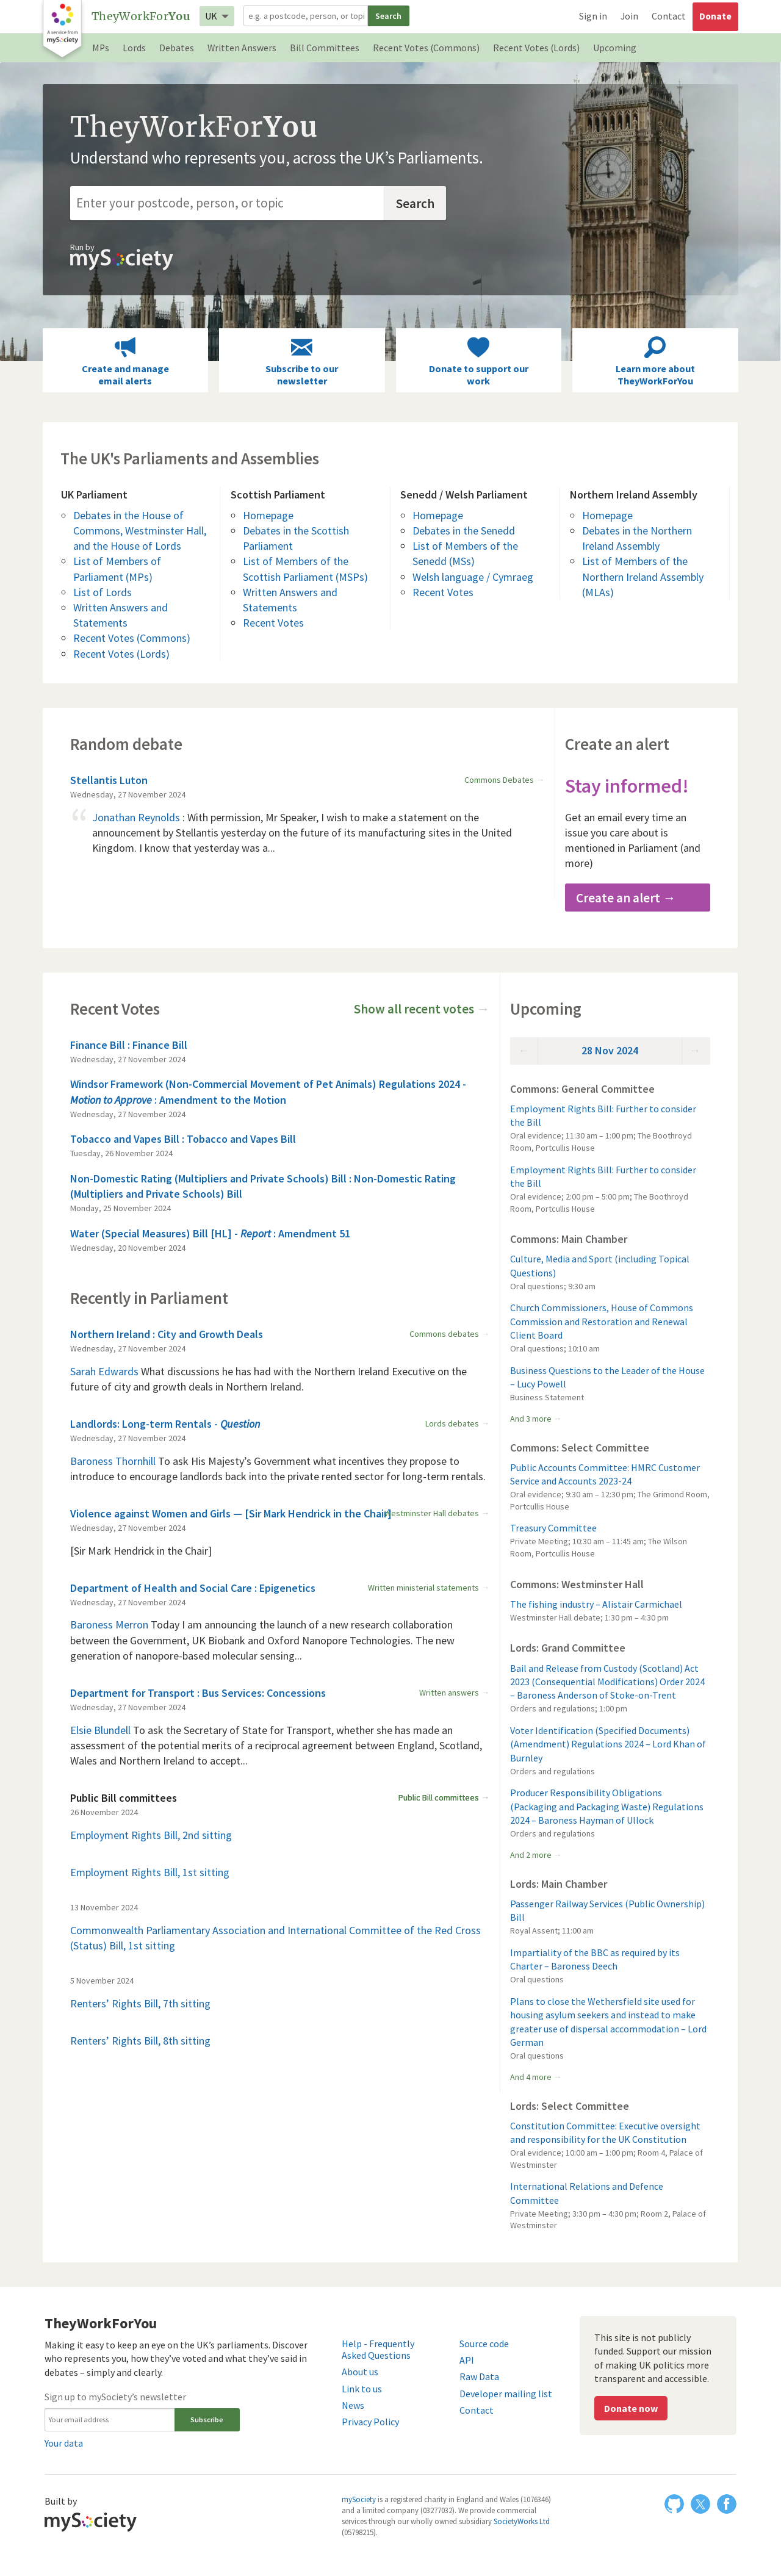 A service from
mySociety
TheyWorkForYou
UK
e.g. a postcode, person, or topi
Search
Sign in
Join
Contact
Donate
MPs
Lords
Debates
Written Answers
Bill Committees
Recent Votes (Commons)
Recent Votes (Lords)
Upcoming
TheyWorkForYou
Understand who represents you, across the UK’s Parliaments.
Enter your postcode, person, or topic
Search
Run by
mySociety
Create and manage
email alerts
Subscribe to our
newsletter
Donate to support our
work
Learn more about
TheyWorkForYou
The UK's Parliaments and Assemblies
UK Parliament
Debates in the House of
Commons, Westminster Hall,
and the House of Lords
List of Members of
Parliament (MPs)
List of Lords
Written Answers and
Statements
Recent Votes (Commons)
Recent Votes (Lords)
Scottish Parliament
Homepage
Debates in the Scottish
Parliament
List of Members of the
Scottish Parliament (MSPs)
Written Answers and
Statements
Recent Votes
Senedd / Welsh Parliament
Homepage
Debates in the Senedd
List of Members of the
Senedd (MSs)
Welsh language / Cymraeg
Recent Votes
Northern Ireland Assembly
Homepage
Debates in the Northern
Ireland Assembly
List of Members of the
Northern Ireland Assembly
(MLAs)
Random debate
Stellantis Luton
Commons Debates →
Wednesday, 27 November 2024
“ Jonathan Reynolds : With permission, Mr Speaker, I wish to make a statement on the
announcement by Stellantis yesterday on the future of its manufacturing sites in the United
Kingdom. I know that yesterday was a...
Create an alert
Stay informed!
Get an email every time an
issue you care about is
mentioned in Parliament (and
more)
Create an alert →
Recent Votes
Show all recent votes →
Finance Bill : Finance Bill
Wednesday, 27 November 2024
Windsor Framework (Non-Commercial Movement of Pet Animals) Regulations 2024 -
Motion to Approve : Amendment to the Motion
Wednesday, 27 November 2024
Tobacco and Vapes Bill : Tobacco and Vapes Bill
Tuesday, 26 November 2024
Non-Domestic Rating (Multipliers and Private Schools) Bill : Non-Domestic Rating
(Multipliers and Private Schools) Bill
Monday, 25 November 2024
Water (Special Measures) Bill [HL] - Report : Amendment 51
Wednesday, 20 November 2024
Recently in Parliament
Northern Ireland : City and Growth Deals
Commons debates →
Wednesday, 27 November 2024
Sarah Edwards What discussions he has had with the Northern Ireland Executive on the
future of city and growth deals in Northern Ireland.
Landlords: Long-term Rentals - Question
Lords debates →
Wednesday, 27 November 2024
Baroness Thornhill To ask His Majesty’s Government what incentives they propose to
introduce to encourage landlords back into the private rented sector for long-term rentals.
Violence against Women and Girls — [Sir Mark Hendrick in the Chair]
Westminster Hall debates →
Wednesday, 27 November 2024
[Sir Mark Hendrick in the Chair]
Department of Health and Social Care : Epigenetics
Written ministerial statements →
Wednesday, 27 November 2024
Baroness Merron Today I am announcing the launch of a new research collaboration
between the Government, UK Biobank and Oxford Nanopore Technologies. The new
generation of nanopore-based molecular sensing...
Department for Transport : Bus Services: Concessions
Written answers →
Wednesday, 27 November 2024
Elsie Blundell To ask the Secretary of State for Transport, whether she has made an
assessment of the potential merits of a reciprocal agreement between England, Scotland,
Wales and Northern Ireland to accept...
Public Bill committees
Public Bill committees →
26 November 2024
Employment Rights Bill, 2nd sitting
Employment Rights Bill, 1st sitting
13 November 2024
Commonwealth Parliamentary Association and International Committee of the Red Cross
(Status) Bill, 1st sitting
5 November 2024
Renters’ Rights Bill, 7th sitting
Renters’ Rights Bill, 8th sitting
Upcoming
← 28 Nov 2024 →
Commons: General Committee
Employment Rights Bill: Further to consider
the Bill
Oral evidence; 11:30 am – 1:00 pm; The Boothroyd
Room, Portcullis House
Employment Rights Bill: Further to consider
the Bill
Oral evidence; 2:00 pm – 5:00 pm; The Boothroyd
Room, Portcullis House
Commons: Main Chamber
Culture, Media and Sport (including Topical
Questions)
Oral questions; 9:30 am
Church Commissioners, House of Commons
Commission and Restoration and Renewal
Client Board
Oral questions; 10:10 am
Business Questions to the Leader of the House
– Lucy Powell
Business Statement
And 3 more →
Commons: Select Committee
Public Accounts Committee: HMRC Customer
Service and Accounts 2023-24
Oral evidence; 9:30 am – 12:30 pm; The Grimond Room,
Portcullis House
Treasury Committee
Private Meeting; 10:30 am – 11:45 am; The Wilson
Room, Portcullis House
Commons: Westminster Hall
The fishing industry – Alistair Carmichael
Westminster Hall debate; 1:30 pm – 4:30 pm
Lords: Grand Committee
Bail and Release from Custody (Scotland) Act
2023 (Consequential Modifications) Order 2024
– Baroness Anderson of Stoke-on-Trent
Orders and regulations; 1:00 pm
Voter Identification (Specified Documents)
(Amendment) Regulations 2024 – Lord Khan of
Burnley
Orders and regulations
Producer Responsibility Obligations
(Packaging and Packaging Waste) Regulations
2024 – Baroness Hayman of Ullock
Orders and regulations
And 2 more →
Lords: Main Chamber
Passenger Railway Services (Public Ownership)
Bill
Royal Assent; 11:00 am
Impartiality of the BBC as required by its
Charter – Baroness Deech
Oral questions
Plans to close the Wethersfield site used for
housing asylum seekers and instead to make
greater use of dispersal accommodation – Lord
German
Oral questions
And 4 more →
Lords: Select Committee
Constitution Committee: Executive oversight
and responsibility for the UK Constitution
Oral evidence; 10:00 am – 1:00 pm; Room 4, Palace of
Westminster
International Relations and Defence
Committee
Private Meeting; 3:30 pm – 4:30 pm; Room 2, Palace of
Westminster
TheyWorkForYou
Making it easy to keep an eye on the UK’s parliaments. Discover
who represents you, how they’ve voted and what they’ve said in
debates – simply and clearly.
Sign up to mySociety’s newsletter
Your email address
Subscribe
Your data
Help - Frequently
Asked Questions
About us
Link to us
News
Privacy Policy
Source code
API
Raw Data
Developer mailing list
Contact
This site is not publicly
funded. Support our mission
of making UK politics more
transparent and accessible.
Donate now
Built by
mySociety
mySociety is a registered charity in England and Wales (1076346)
and a limited company (03277032). We provide commercial
services through our wholly owned subsidiary SocietyWorks Ltd
(05798215).